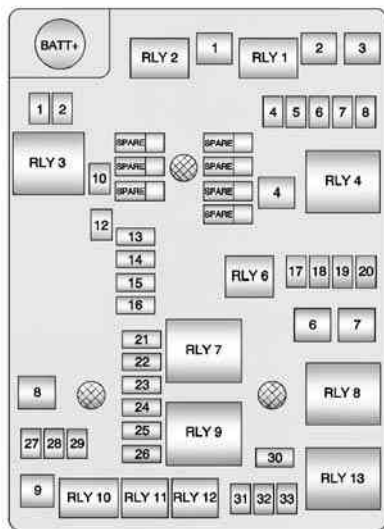 BATT+ RLY 2 1 RLY 1 2 3
1 2 4 5 6 7 8
SPARE SPARE
RLY 3 10 SPARE SPARE RLY 4
SPARE SPARE 4
12 SPARE
13
14
15
16
RLY 6 17 18 19 20
6 7
21
22
23
24
25
26
RLY 7
8 RLY 8
27 28 29 RLY 9
30
9 RLY 10 RLY 11 RLY 12 31 32 33 RLY 13